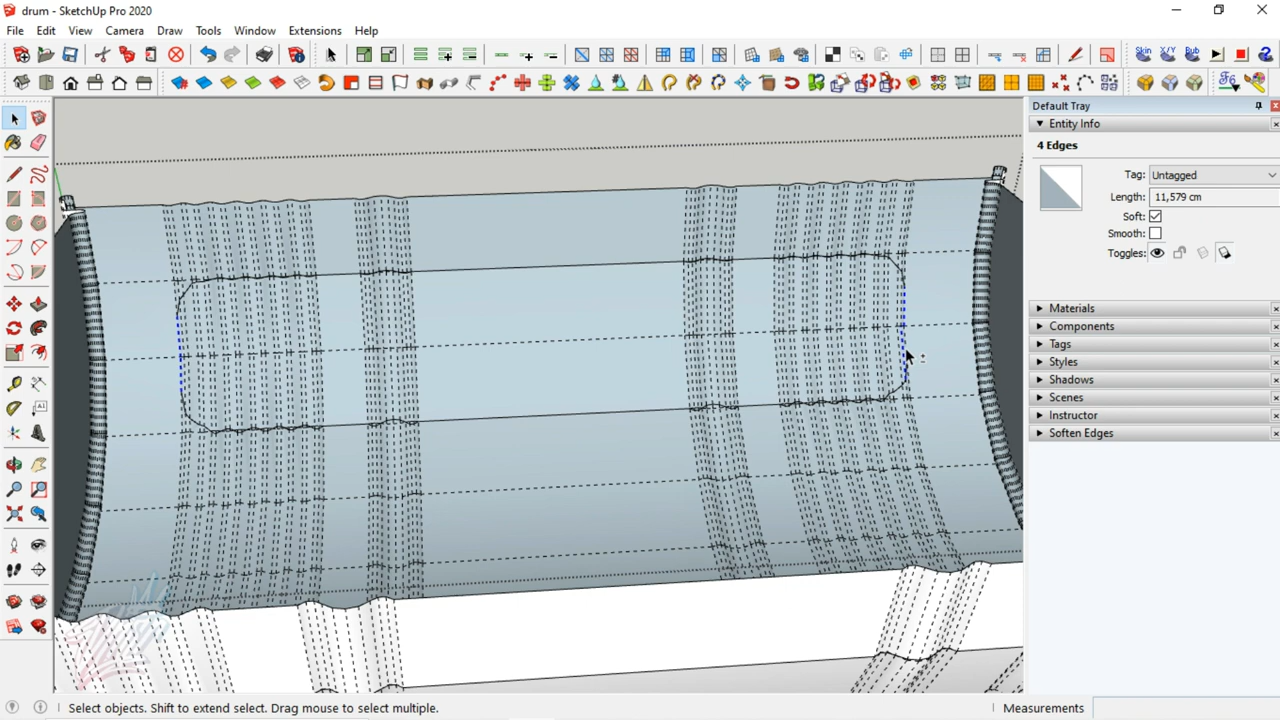 drum - SketchUp Pro 2020
File Edit View Camera Draw Tools Window Extensions Help
Skin X/Y Bub
Default Tray
Entity Info
4 Edges
Tag: Untagged
Length: 11,579 cm
Soft:
Smooth:
Toggles:
Materials
Components
Tags
Styles
Shadows
Scenes
Instructor
Soften Edges
Select objects. Shift to extend select. Drag mouse to select multiple.
Measurements